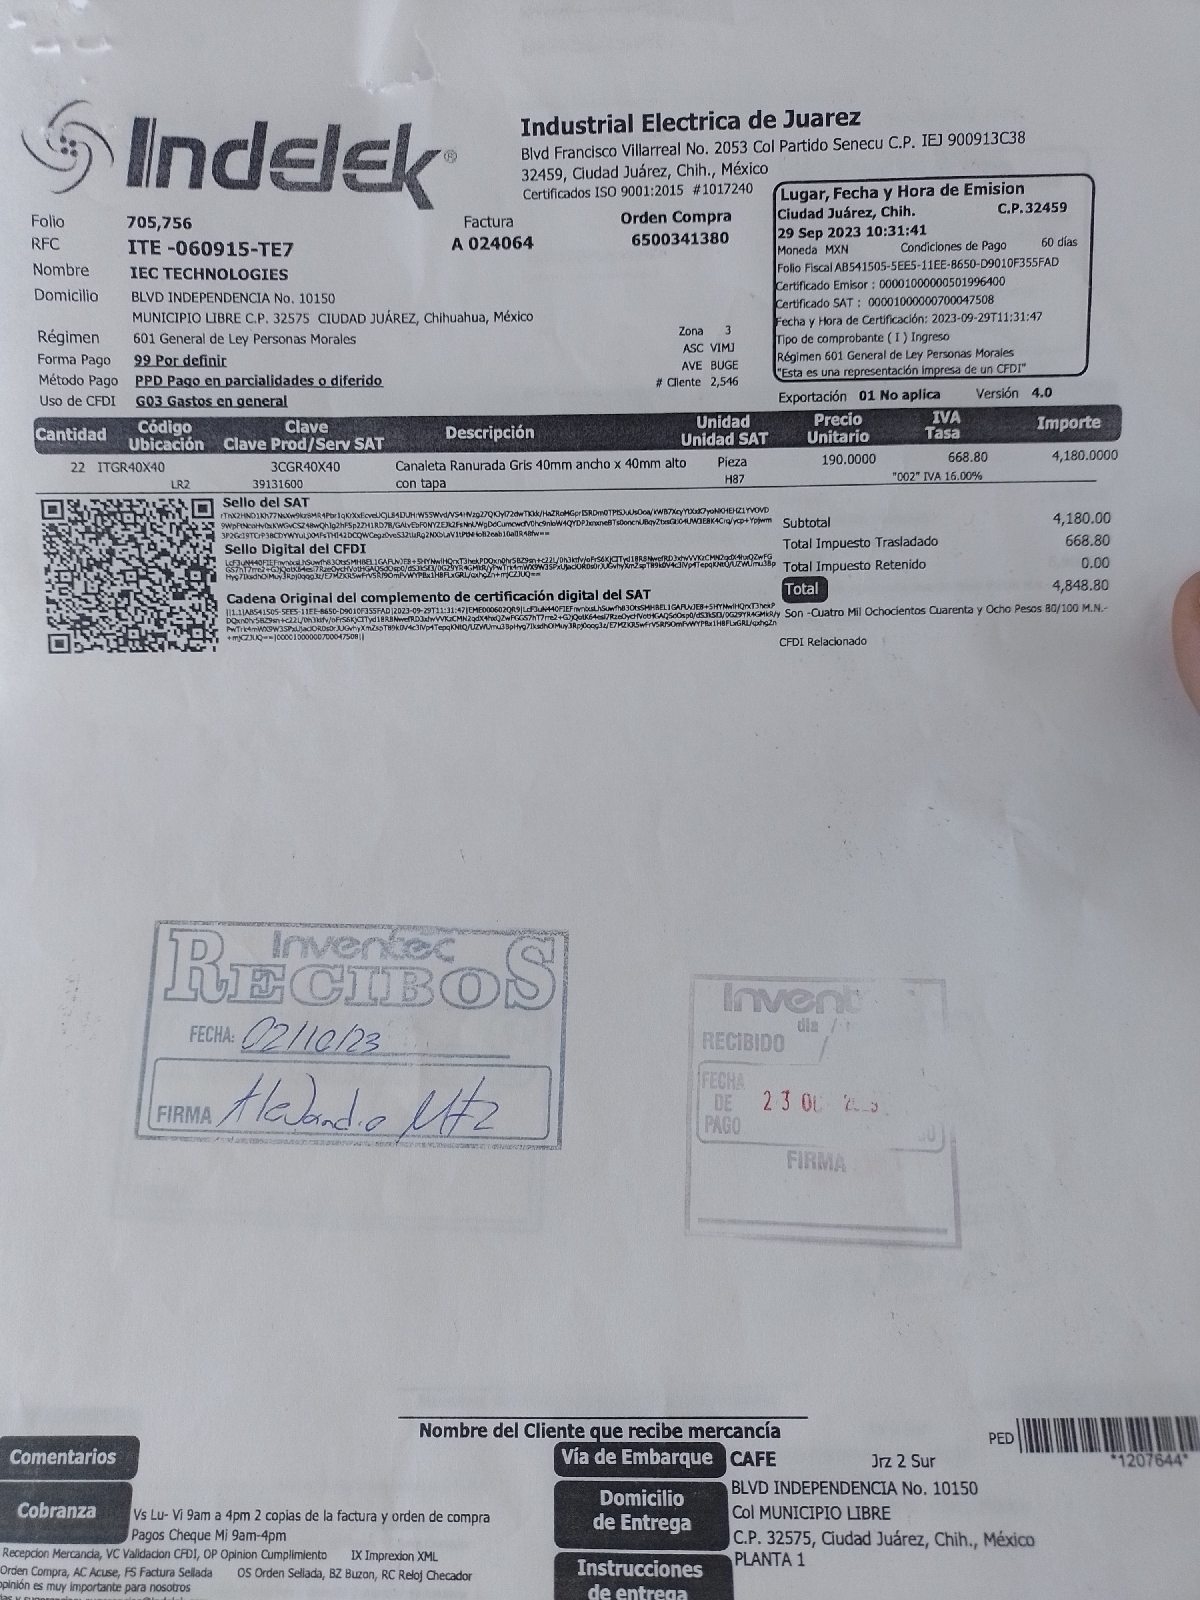 Indelek®
Industrial Electrica de Juarez
Blvd Francisco Villarreal No. 2053 Col Partido Senecu C.P. IEJ 900913C38
32459, Ciudad Juárez, Chih., México
Certificados ISO 9001:2015 #1017240
Folio 705,756 Factura Orden Compra
RFC ITE -060915-TE7 A 024064 6500341380
Nombre IEC TECHNOLOGIES
Domicilio BLVD INDEPENDENCIA No. 10150
MUNICIPIO LIBRE C.P. 32575 CIUDAD JUÁREZ, Chihuahua, México
Régimen 601 General de Ley Personas Morales
Forma Pago 99 Por definir
Método Pago PPD Pago en parcialidades o diferido
Uso de CFDI G03 Gastos en general
Zona 3
ASC VIMJ
AVE BUGE
# Cliente 2,546
Lugar, Fecha y Hora de Emision
Ciudad Juárez, Chih. C.P.32459
29 Sep 2023 10:31:41
Moneda MXN Condiciones de Pago 60 días
Folio Fiscal AB541505-5EE5-11EE-8650-D9010F355FAD
Certificado Emisor : 00001000000501996400
Certificado SAT : 00001000000700047508
Fecha y Hora de Certificación: 2023-09-29T11:31:47
Tipo de comprobante ( I ) Ingreso
Régimen 601 General de Ley Personas Morales
"Esta es una representación impresa de un CFDI"
Exportación 01 No aplica Versión 4.0
Cantidad Código Ubicación Clave Clave Prod/Serv SAT Descripción Unidad Unidad SAT Precio Unitario IVA Tasa Importe
22 ITGR40X40 3CGR40X40 Canaleta Ranurada Gris 40mm ancho x 40mm alto Pieza 190.0000 668.80 4,180.0000
LR2 39131600 con tapa H87 "002" IVA 16.00%
Sello del SAT
Sello Digital del CFDI
Cadena Original del complemento de certificación digital del SAT
Subtotal 4,180.00
Total Impuesto Trasladado 668.80
Total Impuesto Retenido 0.00
Total 4,848.80
Son -Cuatro Mil Ochocientos Cuarenta y Ocho Pesos 80/100 M.N.-
CFDI Relacionado
Inventec
RECIBOS
FECHA: 02/10/23
FIRMA Alejandro Mtz
Invent
dia /
RECIBIDO /
FECHA
DE
PAGO
23
FIRMA
Nombre del Cliente que recibe mercancía
PED
*1207644*
Comentarios
Vía de Embarque CAFE Jrz 2 Sur
Cobranza
Vs Lu- Vi 9am a 4pm 2 copias de la factura y orden de compra
Pagos Cheque Mi 9am-4pm
Domicilio
de Entrega
BLVD INDEPENDENCIA No. 10150
Col MUNICIPIO LIBRE
C.P. 32575, Ciudad Juárez, Chih., México
PLANTA 1
Recepcion Mercancia, VC Validacion CFDI, OP Opinion Cumplimiento IX Imprexion XML
Orden Compra, AC Acuse, FS Factura Sellada OS Orden Sellada, BZ Buzon, RC Reloj Checador
pinión es muy importante para nosotros
Instrucciones
de entrega